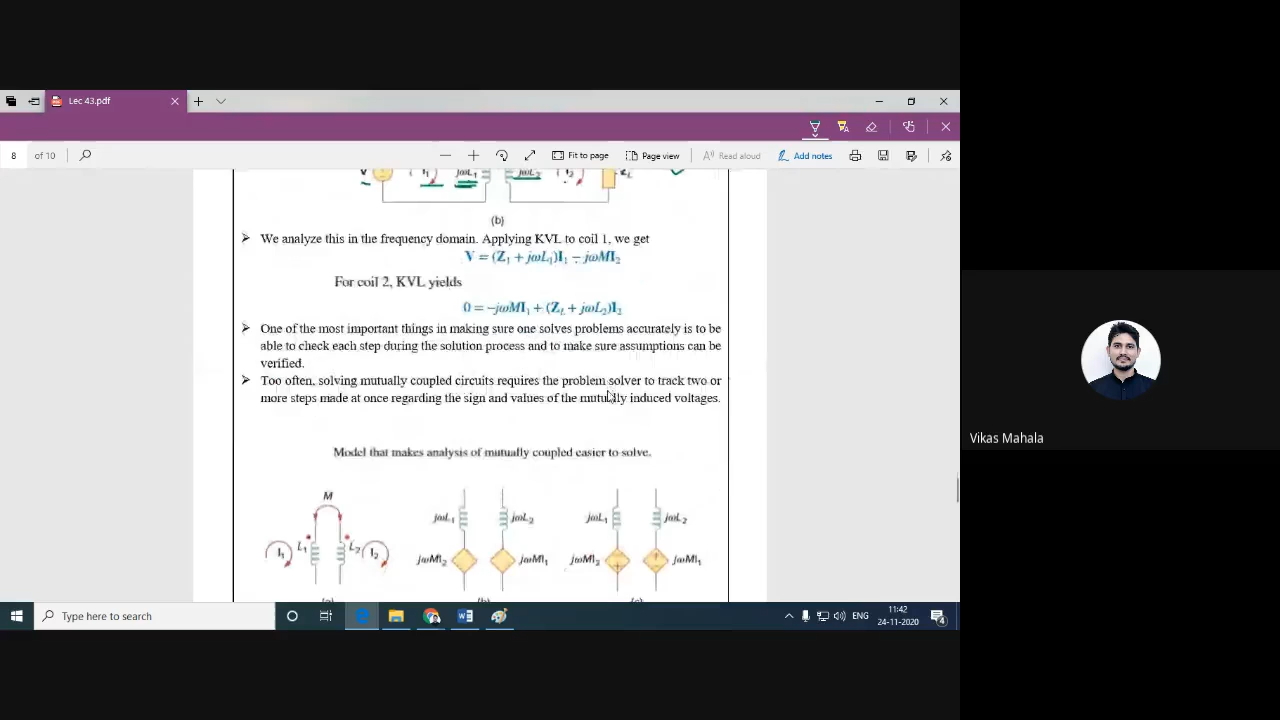 Lec 43.pdf
8 of 10
Fit to page
Page view
Read aloud
Add notes
V I₁ jωL₁ jωL₂ I₂ Z_L
(b)
➤ We analyze this in the frequency domain. Applying KVL to coil 1, we get
V = (Z₁ + jωL₁)I₁ − jωMI₂
For coil 2, KVL yields
0 = −jωMI₁ + (Z_L + jωL₂)I₂
➤ One of the most important things in making sure one solves problems accurately is to be
able to check each step during the solution process and to make sure assumptions can be
verified.
➤ Too often, solving mutually coupled circuits requires the problem solver to track two or
more steps made at once regarding the sign and values of the mutually induced voltages.
Vikas Mahala
Model that makes analysis of mutually coupled easier to solve.
M
jωL₁ jωL₂ jωL₁ jωL₂
I₁ L₁ L₂ I₂
jωMI₂ jωMI₁ jωMI₂ jωMI₁
(a) (b) (c)
Type here to search
ENG
11:42
24-11-2020
4